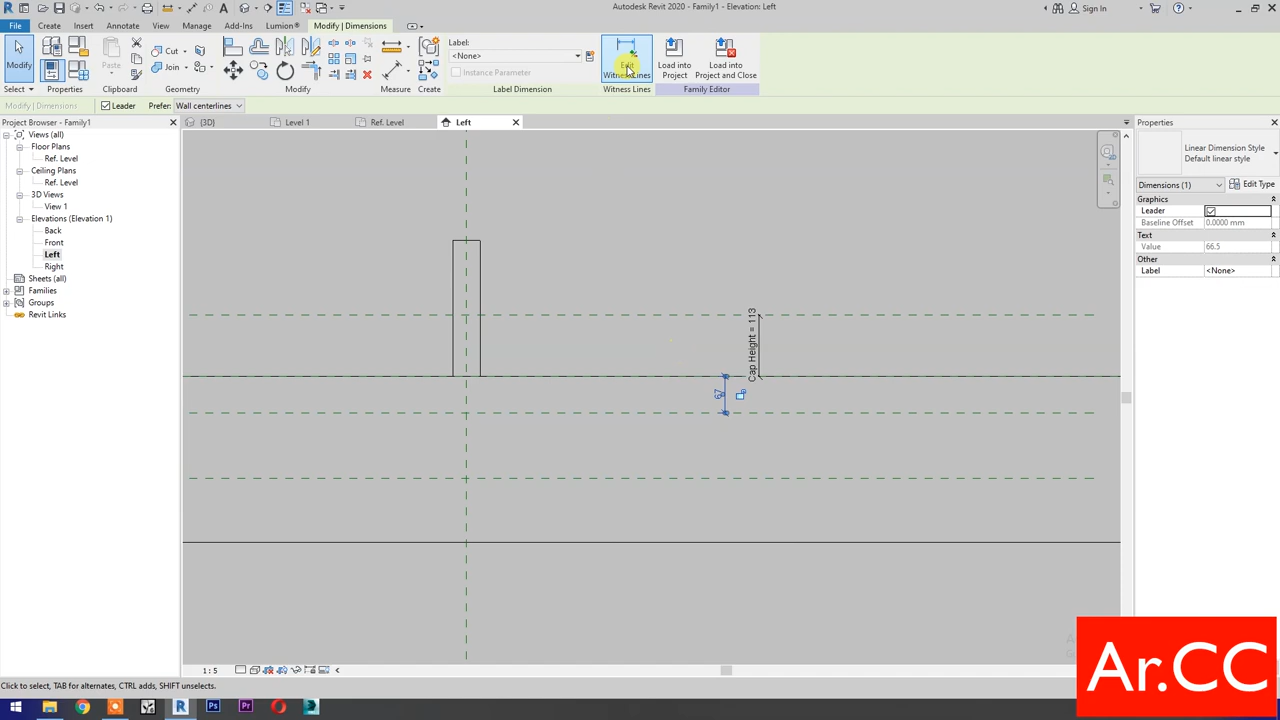 Autodesk Revit 2020 - Family1 - Elevation: Left
Sign In
File Create Insert Annotate View Manage Add-Ins Lumion® Modify | Dimensions
Modify
Paste
Cut
Join
Label:
<None>
Instance Parameter
Edit
Witness Lines
Load into
Project
Load into
Project and Close
Select Properties Clipboard Geometry Modify Measure Create Label Dimension Witness Lines Family Editor
Modify | Dimensions Leader Prefer: Wall centerlines
Project Browser - Family1
{3D} Level 1 Ref. Level Left
Properties
Views (all)
Floor Plans
Ref. Level
Ceiling Plans
Ref. Level
3D Views
View 1
Elevations (Elevation 1)
Back
Front
Left
Right
Sheets (all)
Families
Groups
Revit Links
Cap Height = 113
67
Linear Dimension Style
Default linear style
Dimensions (1) Edit Type
Graphics
Leader
Baseline Offset 0.0000 mm
Text
Value 66.5
Other
Label <None>
1 : 5
Click to select, TAB for alternates, CTRL adds, SHIFT unselects.
Ar.CC